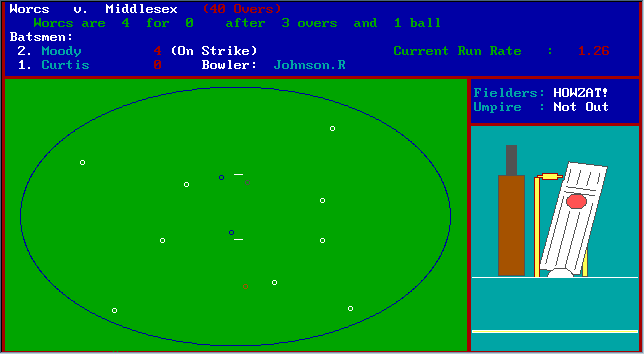 Worcs v. Middlesex (40 Overs)
Worcs are 4 for 0 after 3 overs and 1 ball
Batsmen:
2. Moody 4 (On Strike) Current Run Rate : 1.26
1. Curtis 0 Bowler: Johnson.R
Fielders: HOWZAT!
Umpire : Not Out